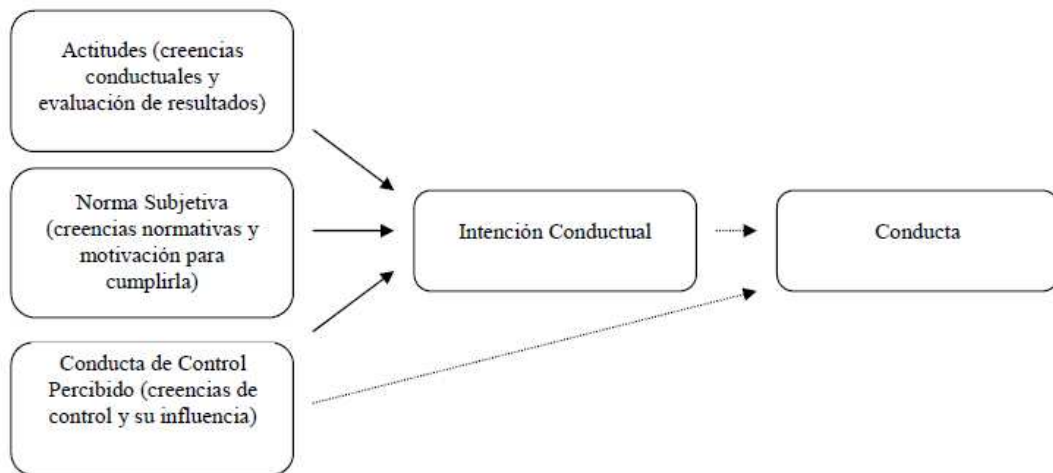 Actitudes (creencias
conductuales y
evaluación de resultados)
Norma Subjetiva
(creencias normativas y
motivación para
cumplirla)
Conducta de Control
Percibido (creencias de
control y su influencia)
Intención Conductual
Conducta